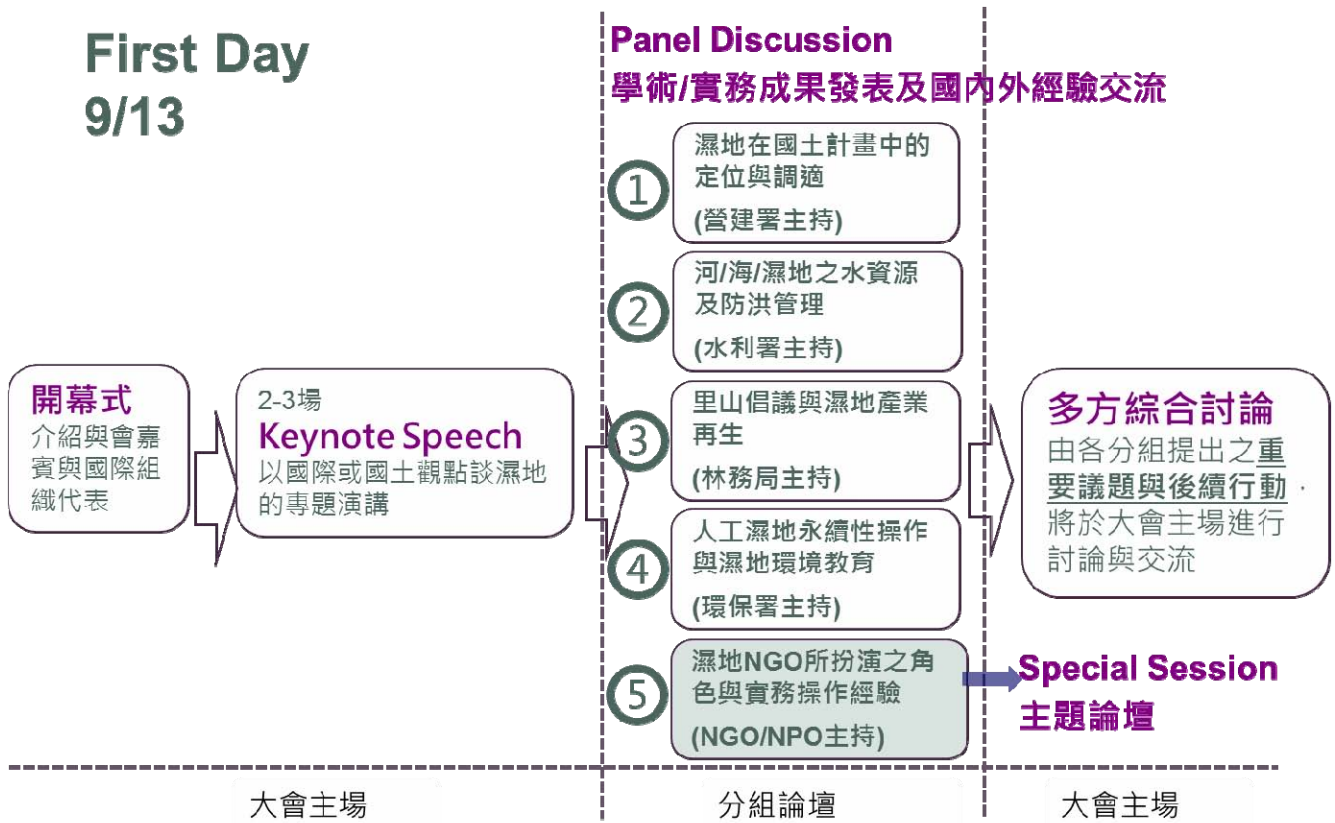 First Day
9/13
開幕式
介紹與會嘉
賓與國際組
織代表
2-3場
Keynote Speech
以國際或國土觀點談濕地
的專題演講
Panel Discussion
學術/實務成果發表及國內外經驗交流
1
濕地在國土計畫中的
定位與調適
(營建署主持)
2
河/海/濕地之水資源
及防洪管理
(水利署主持)
3
里山倡議與濕地產業
再生
(林務局主持)
4
人工濕地永續性操作
與濕地環境教育
(環保署主持)
5
濕地NGO所扮演之角
色與實務操作經驗
(NGO/NPO主持)
多方綜合討論
由各分組提出之重
要議題與後續行動，
將於大會主場進行
討論與交流
Special Session
主題論壇
大會主場
分組論壇
大會主場